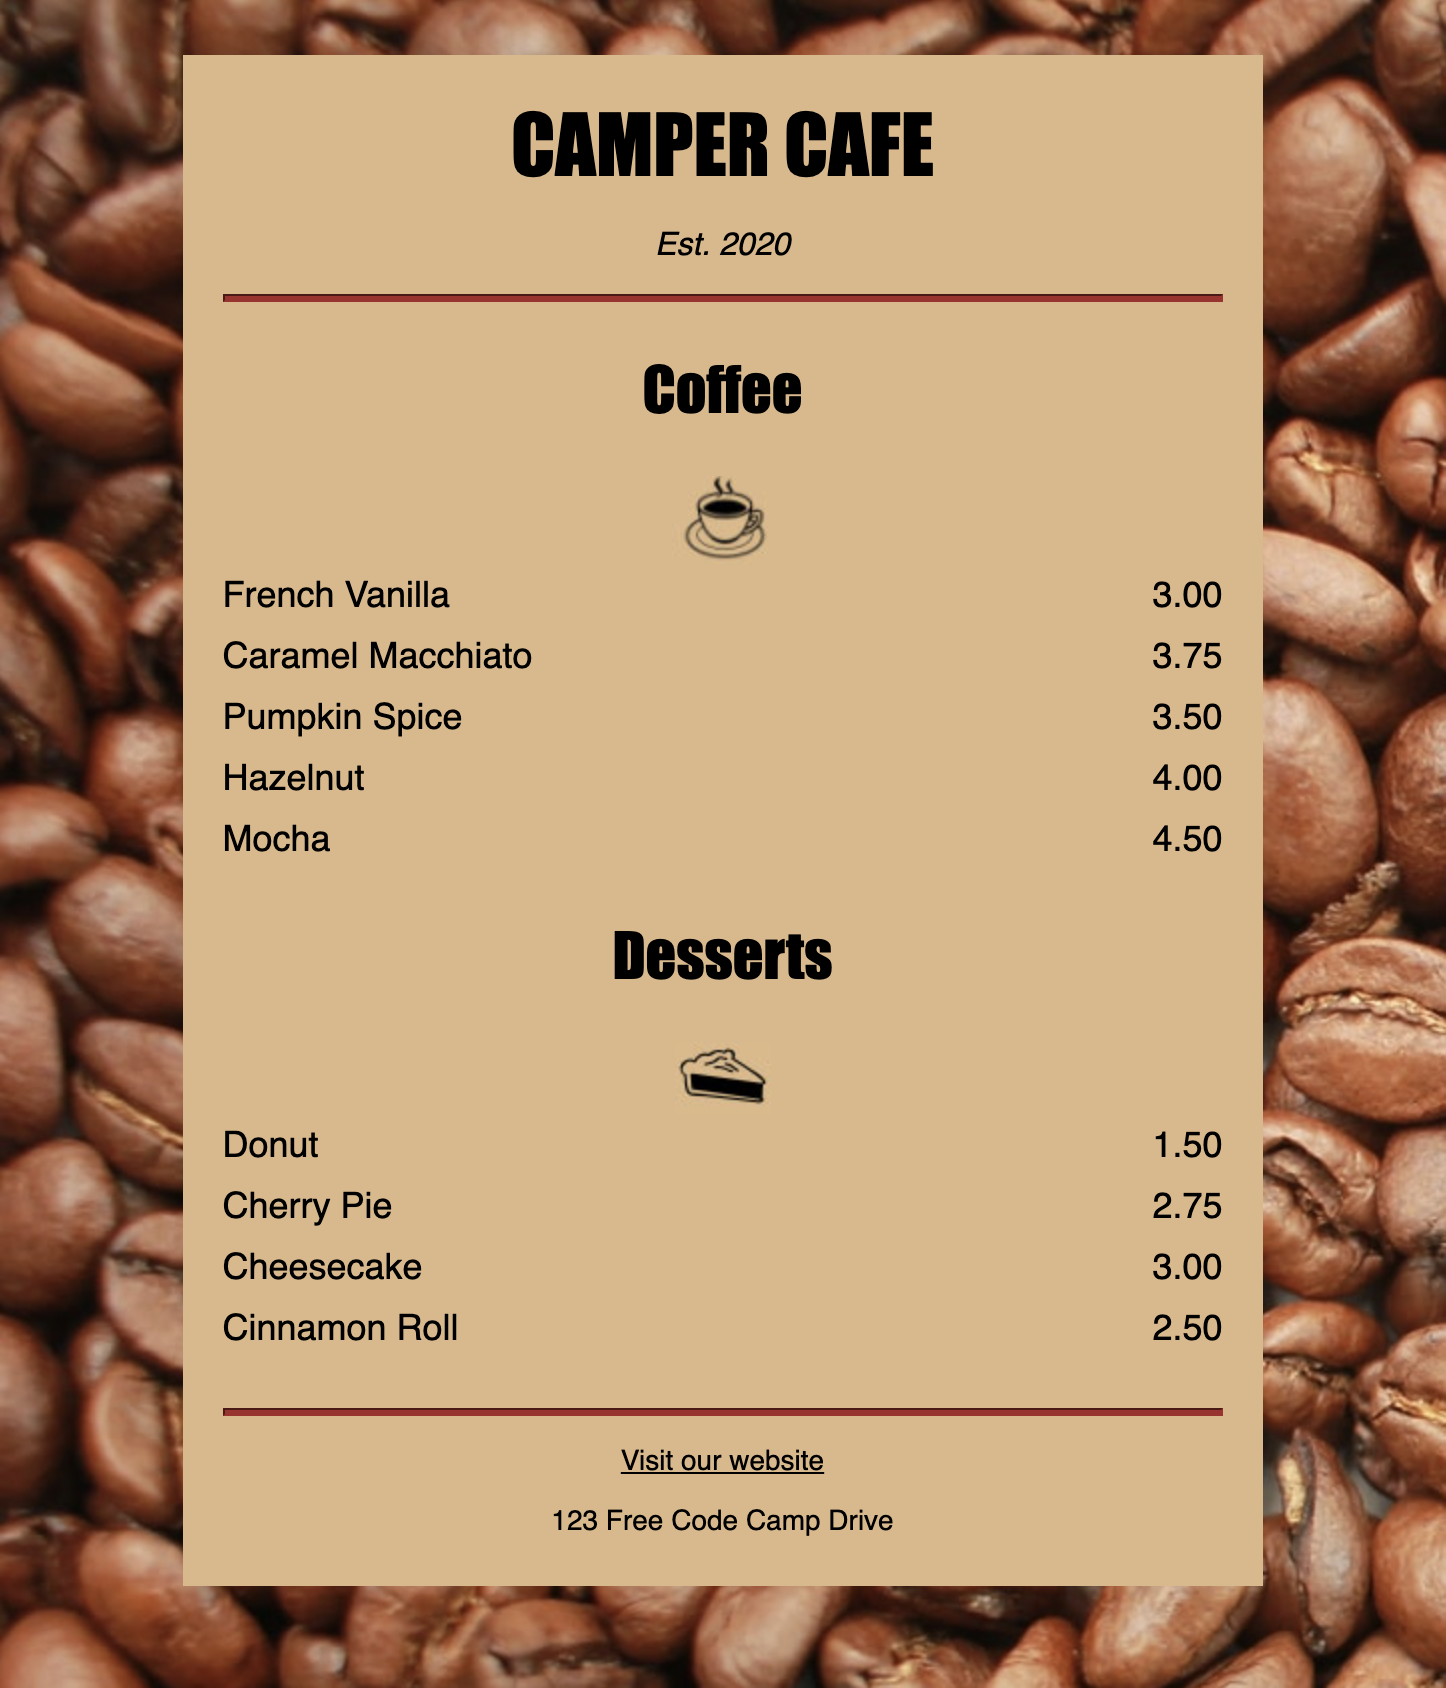 CAMPER CAFE
Est. 2020
Coffee
French Vanilla 3.00
Caramel Macchiato 3.75
Pumpkin Spice 3.50
Hazelnut 4.00
Mocha 4.50
Desserts
Donut 1.50
Cherry Pie 2.75
Cheesecake 3.00
Cinnamon Roll 2.50
Visit our website
123 Free Code Camp Drive